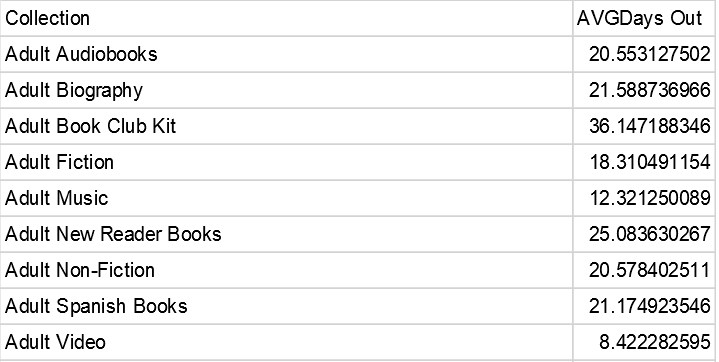 Collection AVGDays Out
Adult Audiobooks 20.553127502
Adult Biography 21.588736966
Adult Book Club Kit 36.147188346
Adult Fiction 18.310491154
Adult Music 12.321250089
Adult New Reader Books 25.083630267
Adult Non-Fiction 20.578402511
Adult Spanish Books 21.174923546
Adult Video 8.422282595